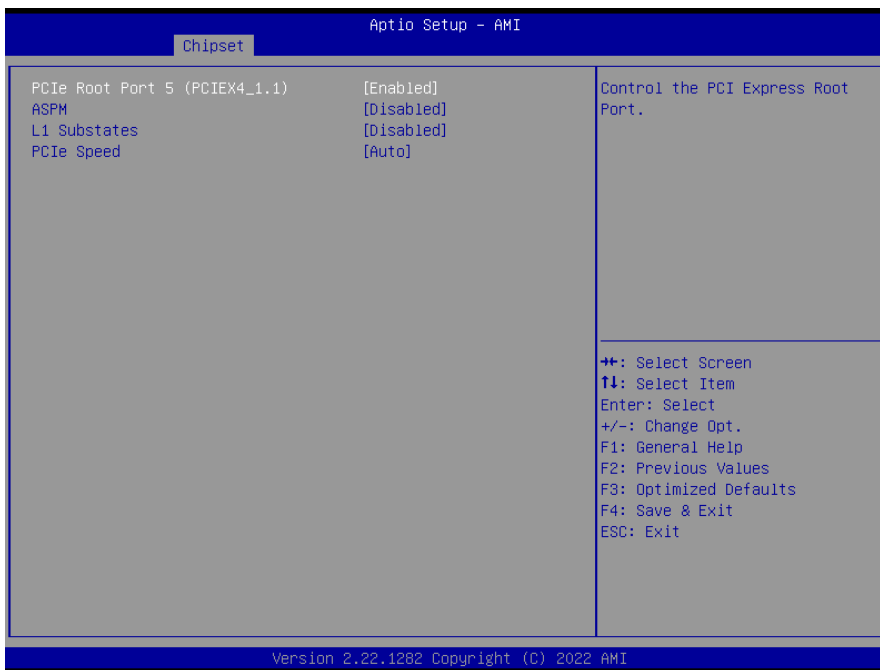 Aptio Setup - AMI
Chipset
PCIe Root Port 5 (PCIEX4_1.1) [Enabled]
ASPM [Disabled]
L1 Substates [Disabled]
PCIe Speed [Auto]
Control the PCI Express Root
Port.
→←: Select Screen
↑↓: Select Item
Enter: Select
+/-: Change Opt.
F1: General Help
F2: Previous Values
F3: Optimized Defaults
F4: Save & Exit
ESC: Exit
Version 2.22.1282 Copyright (C) 2022 AMI